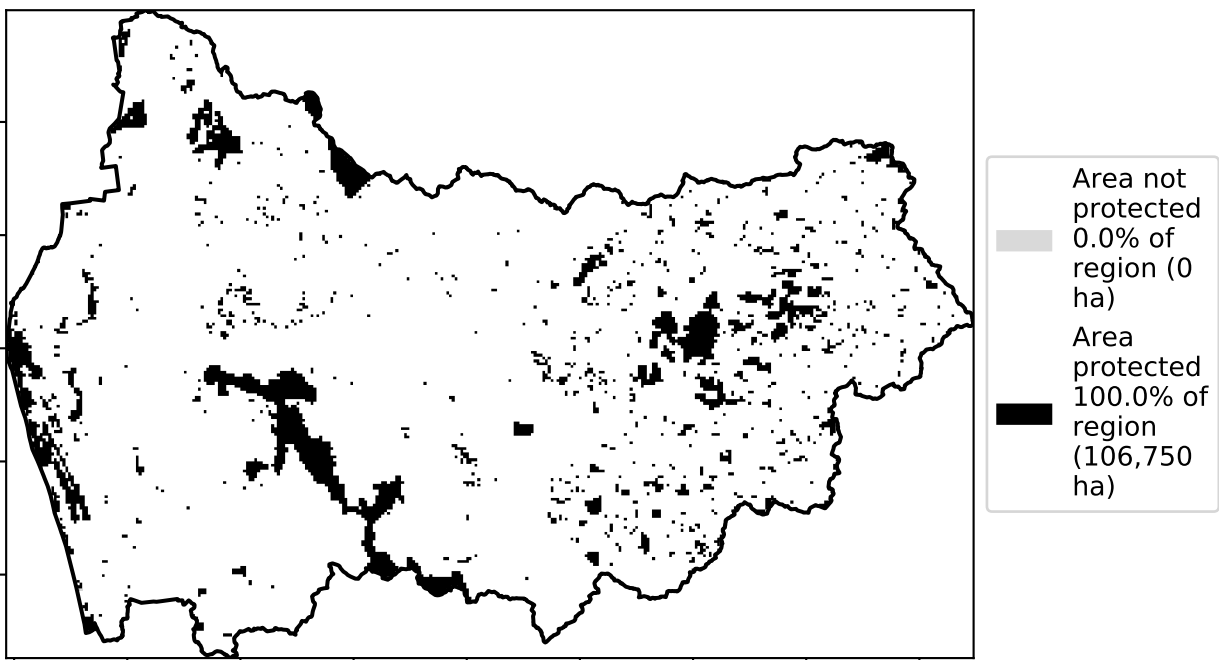 Area not
protected
0.0% of
region (0
ha)
Area
protected
100.0% of
region
(106,750
ha)